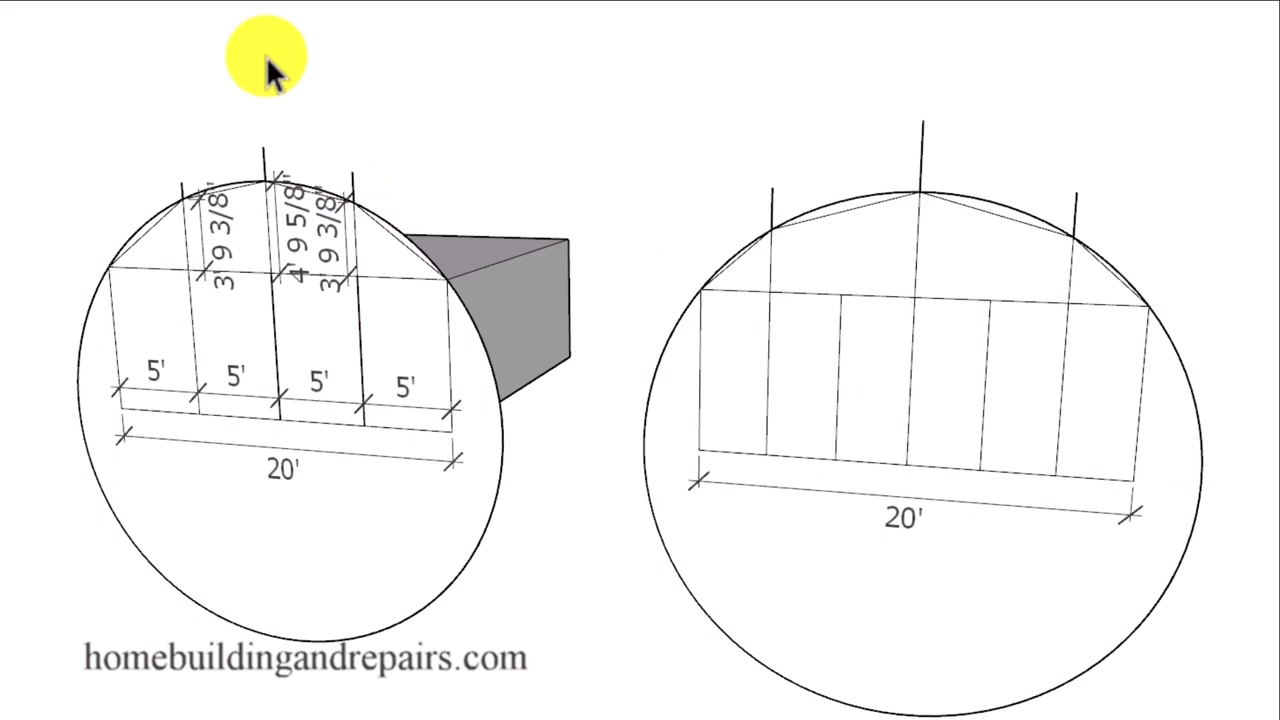 3' 9 3/8"
4' 9 5/8"
3' 9 3/8"
5'
5'
5'
5'
20'
20'
homebuildingandrepairs.com